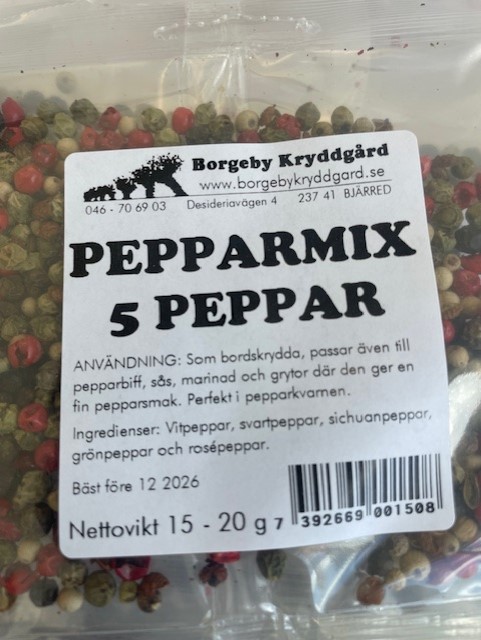 Borgeby Kryddgård
www.borgebykryddgard.se
046 - 70 69 03 Desideriavägen 4 237 41 BJÄRRED
PEPPARMIX
5 PEPPAR
ANVÄNDNING: Som bordskrydda, passar även till
pepparbiff, sås, marinad och grytor där den ger en
fin pepparsmak. Perfekt i pepparkvarnen.
Ingredienser: Vitpeppar, svartpeppar, sichuanpeppar,
grönpeppar och rosépeppar.
Bäst före 12 2026
Nettovikt 15 - 20 g
7 392669 001508